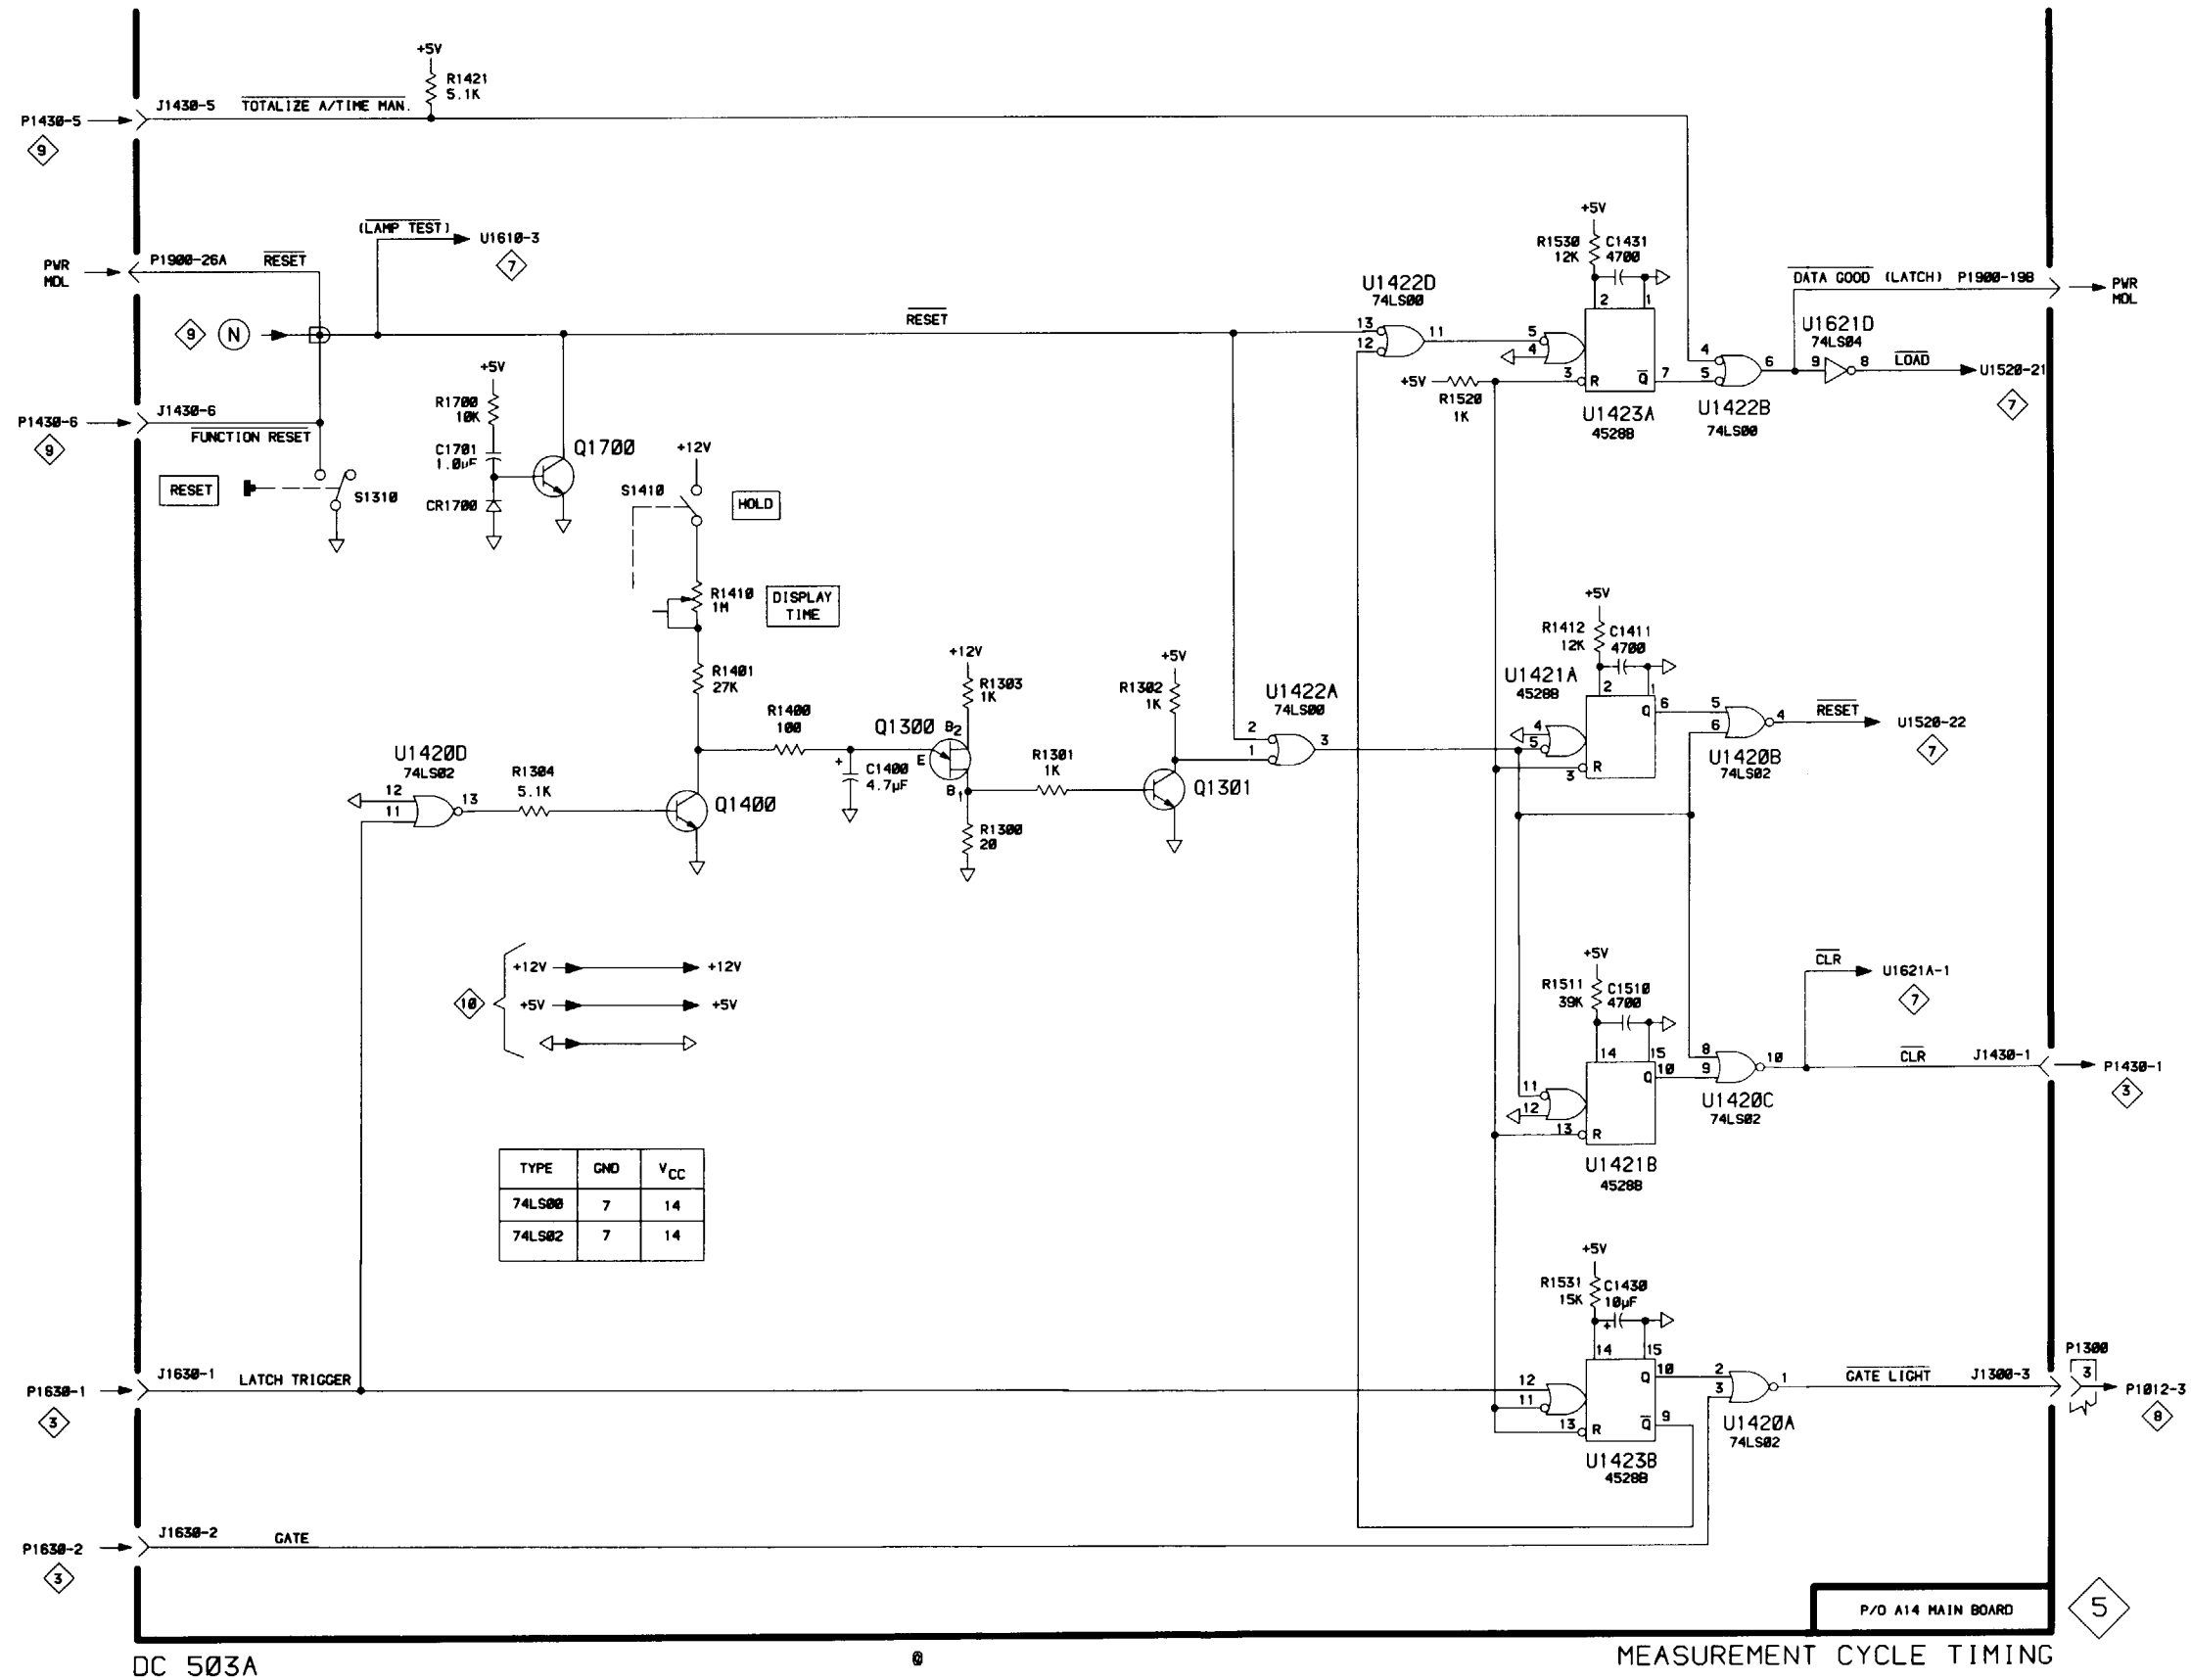 +5V
R1421
5.1K
P1430-5
J1430-5
TOTALIZE A/TIME MAN.
9
(LAMP TEST)
U1610-3
7
PWR
MDL
P1900-26A
RESET
9
N
RESET
P1430-6
9
J1430-6
FUNCTION RESET
RESET
S1310
+5V
R1700
10K
C1701
1.0µF
CR1700
Q1700
+12V
S1410
HOLD
R1410
1M
DISPLAY
TIME
R1401
27K
R1400
100
U1420D
74LS02
12
11
13
R1304
5.1K
Q1400
C1400
4.7µF
+
+12V
R1303
1K
Q1300
B2
E
B1
R1301
1K
R1300
20
+5V
R1302
1K
Q1301
U1422A
74LS00
2
1
3
U1422D
74LS00
13
12
11
+5V
R1520
1K
+5V
R1530
12K
C1431
4700
2
1
5
4
3
R
Q
7
U1423A
4528B
4
5
6
U1422B
74LS00
DATA GOOD (LATCH)
P1900-19B
PWR
MDL
U1621D
74LS04
9
8
LOAD
U1520-21
7
+5V
R1412
12K
C1411
4700
U1421A
4528B
2
1
4
5
3
R
Q
6
5
6
4
U1420B
74LS02
RESET
U1520-22
7
10
+12V
+12V
+5V
+5V
+5V
R1511
39K
C1510
4700
14
15
Q
10
11
12
13
R
U1421B
4528B
8
9
10
U1420C
74LS02
CLR
U1621A-1
7
CLR
J1430-1
P1430-1
3
TYPE GND VCC
74LS00 7 14
74LS02 7 14
+5V
R1531
15K
C1430
10µF
+
14
15
P1630-1
3
J1630-1
LATCH TRIGGER
12
11
13
R
Q
10
Q
9
U1423B
4528B
2
3
1
U1420A
74LS02
GATE LIGHT
J1300-3
P1300
3
P1012-3
8
P1630-2
3
J1630-2
GATE
P/O A14 MAIN BOARD
5
DC 503A
0
MEASUREMENT CYCLE TIMING